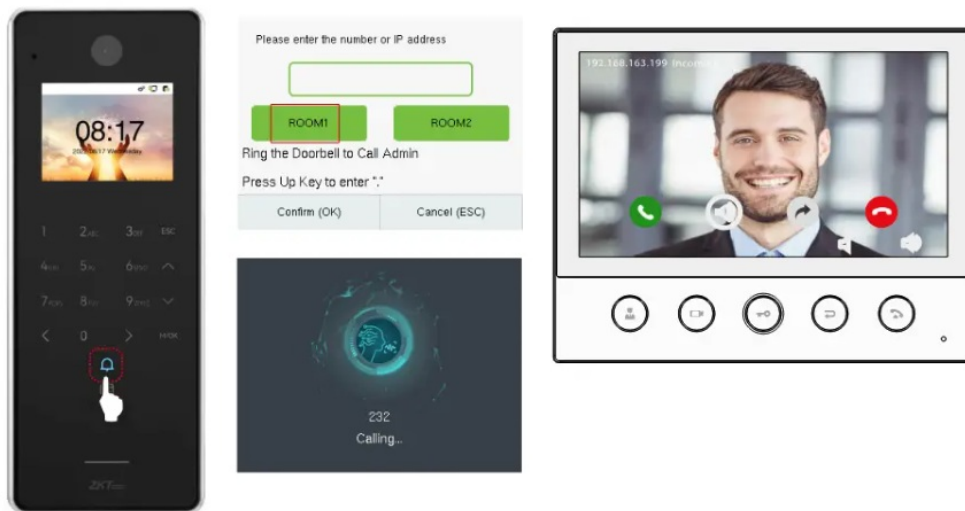 08:17
1 2ABC 3DEF ESC
4GHI 5JKL 6MNO
7PQRS 8TUV 9WXYZ
0 M/OK
ZKT
Please enter the number or IP address
ROOM1 ROOM2
Ring the Doorbell to Call Admin
Press Up Key to enter "."
Confirm (OK) Cancel (ESC)
232
Calling...
192.168.163.199